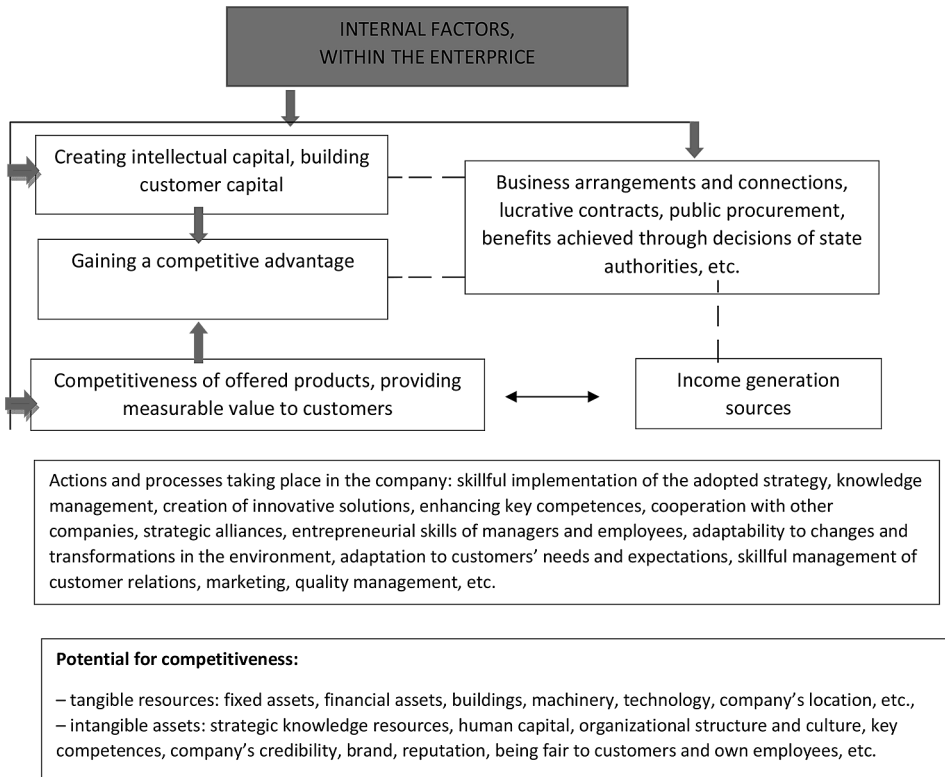 INTERNAL FACTORS,
WITHIN THE ENTERPRICE
Creating intellectual capital, building
customer capital
Business arrangements and connections,
lucrative contracts, public procurement,
benefits achieved through decisions of state
authorities, etc.
Gaining a competitive advantage
Competitiveness of offered products, providing
measurable value to customers
Income generation
sources
Actions and processes taking place in the company: skillful implementation of the adopted strategy, knowledge
management, creation of innovative solutions, enhancing key competences, cooperation with other
companies, strategic alliances, entrepreneurial skills of managers and employees, adaptability to changes and
transformations in the environment, adaptation to customers’ needs and expectations, skillful management of
customer relations, marketing, quality management, etc.
Potential for competitiveness:
– tangible resources: fixed assets, financial assets, buildings, machinery, technology, company’s location, etc.,
– intangible assets: strategic knowledge resources, human capital, organizational structure and culture, key
competences, company’s credibility, brand, reputation, being fair to customers and own employees, etc.